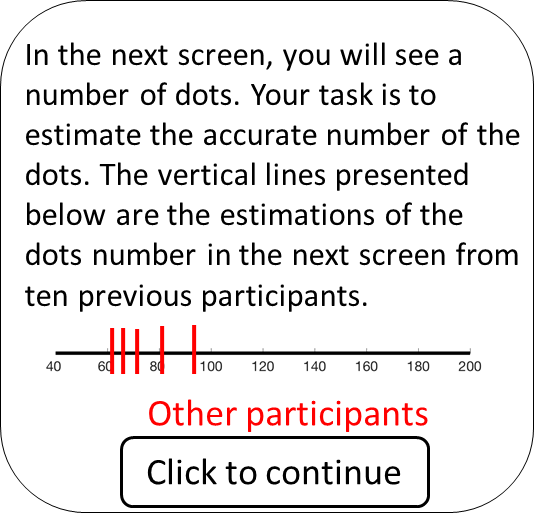 In the next screen, you will see a
number of dots. Your task is to
estimate the accurate number of the
dots. The vertical lines presented
below are the estimations of the
dots number in the next screen from
ten previous participants.
40 60 80 100 120 140 160 180 200
Other participants
Click to continue